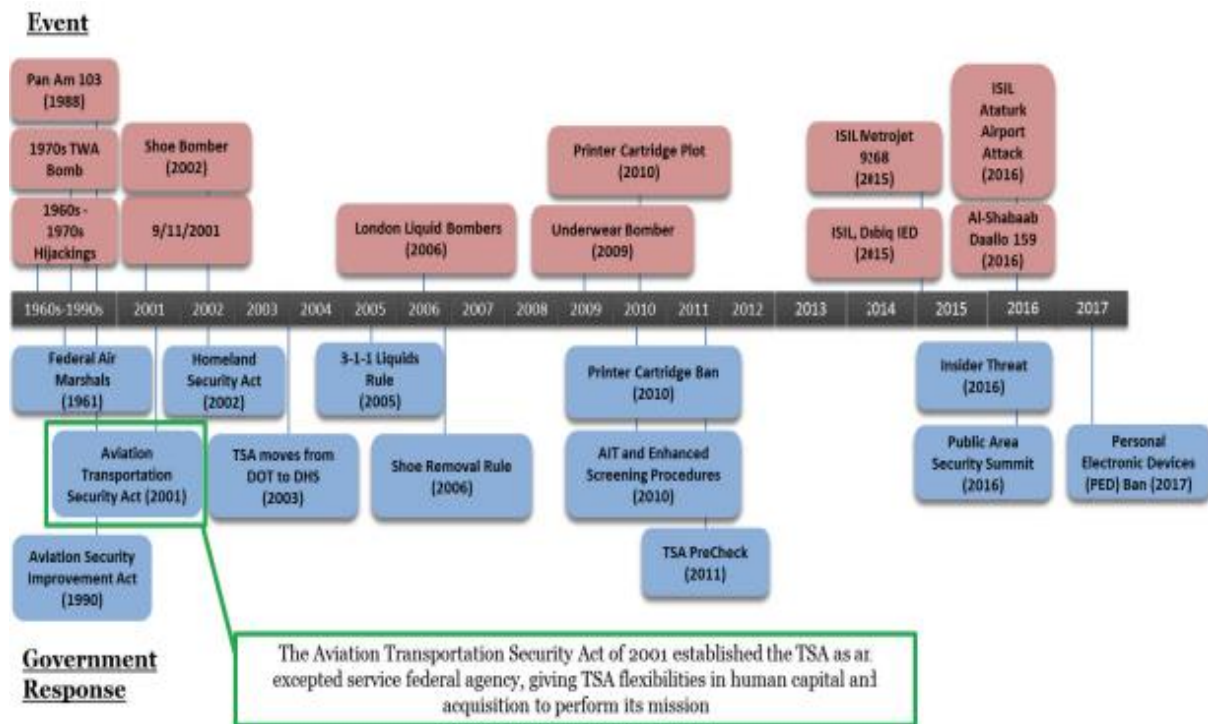 Event
Pan Am 103
(1988)
1970s TWA
Bomb
1960s -
1970s
Hijackings
Shoe Bomber
(2002)
9/11/2001
London Liquid Bombers
(2006)
Printer Cartridge Plot
(2010)
Underwear Bomber
(2009)
ISIL Metrojet
9268
(2015)
ISIL, Dabiq IED
(2015)
ISIL
Ataturk
Airport
Attack
(2016)
Al-Shabaab
Daallo 159
(2016)
1960s-1990s 2001 2002 2003 2004 2005 2006 2007 2008 2009 2010 2011 2012 2013 2014 2015 2016 2017
Federal Air
Marshals
(1961)
Homeland
Security Act
(2002)
3-1-1 Liquids
Rule
(2005)
Printer Cartridge Ban
(2010)
Insider Threat
(2016)
Aviation
Transportation
Security Act (2001)
TSA moves from
DOT to DHS
(2003)
Shoe Removal Rule
(2006)
AIT and Enhanced
Screening Procedures
(2010)
Public Area
Security Summit
(2016)
Personal
Electronic Devices
(PED) Ban (2017)
Aviation Security
Improvement Act
(1990)
TSA PreCheck
(2011)
Government
Response
The Aviation Transportation Security Act of 2001 established the TSA as an
excepted service federal agency, giving TSA flexibilities in human capital and
acquisition to perform its mission